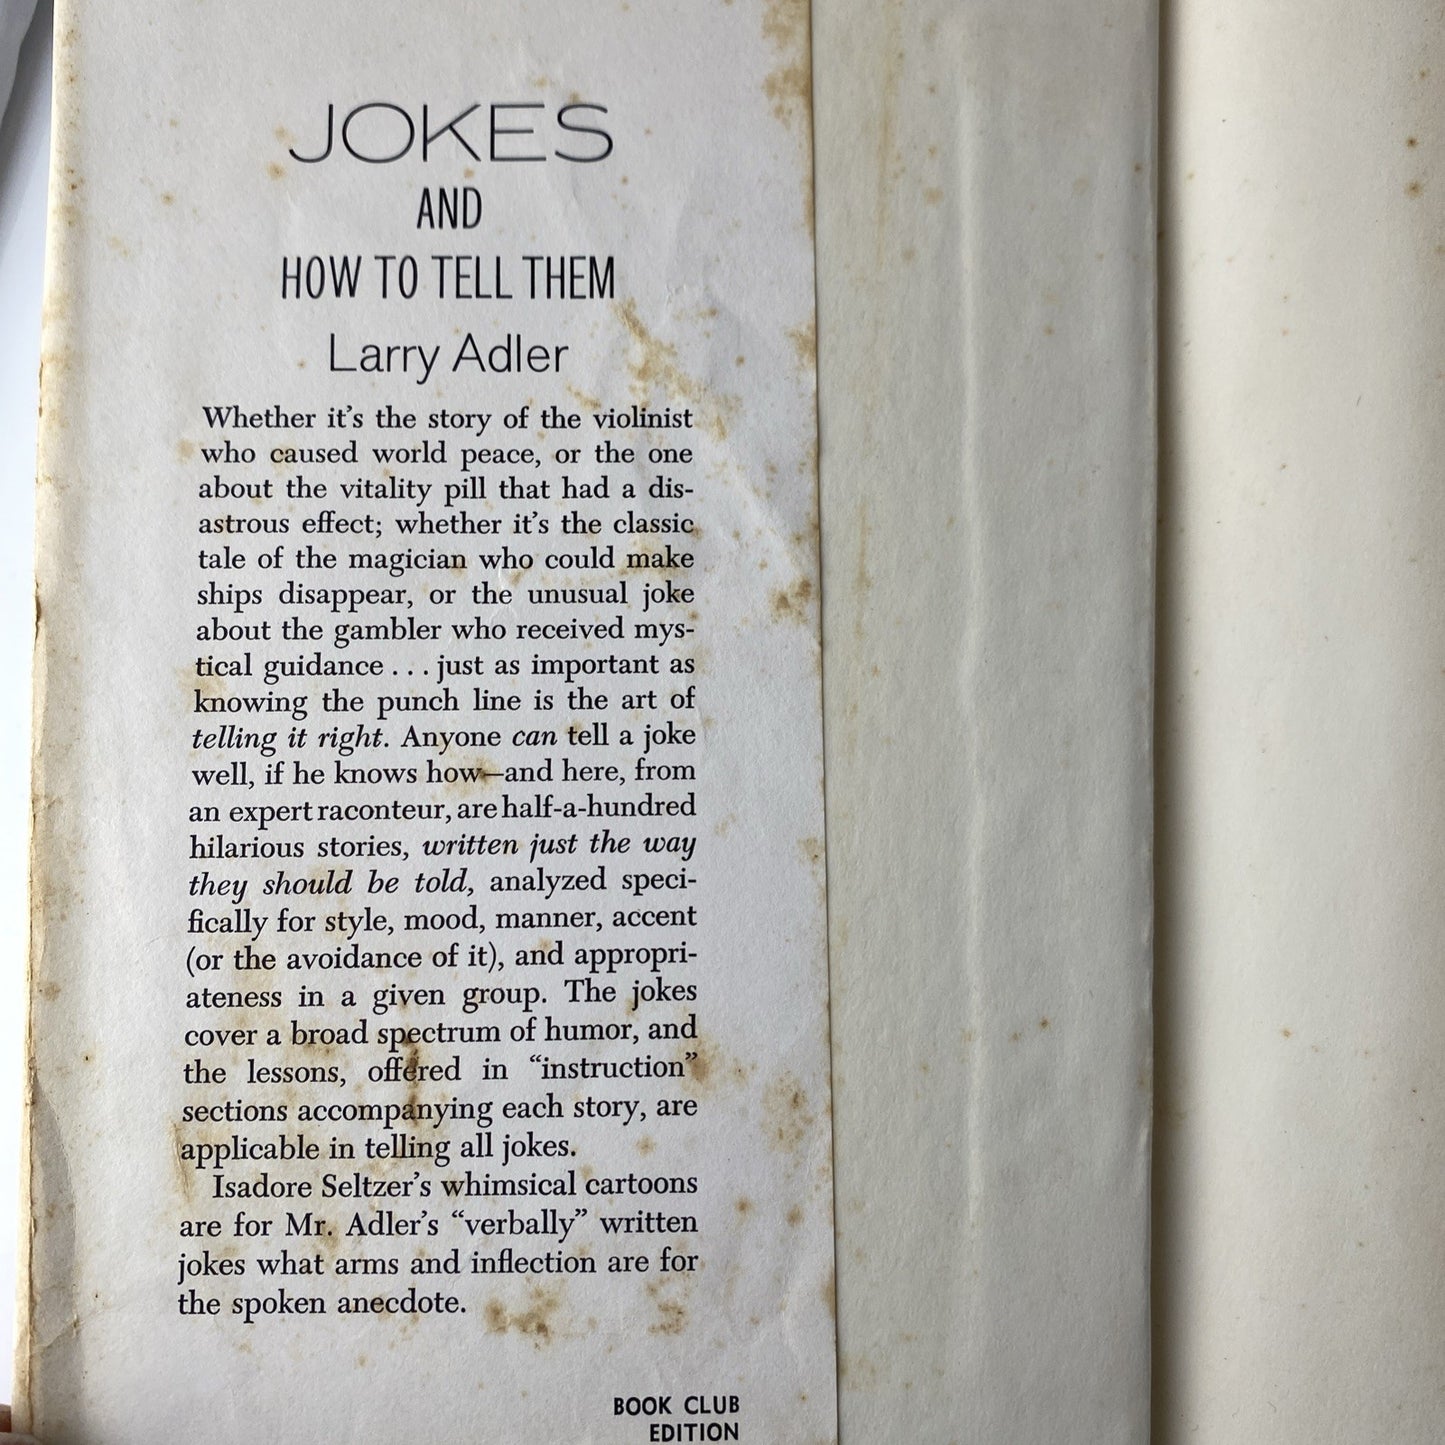 JOKES
AND
HOW TO TELL THEM
Larry Adler
Whether it’s the story of the violinist
who caused world peace, or the one
about the vitality pill that had a dis-
astrous effect; whether it’s the classic
tale of the magician who could make
ships disappear, or the unusual joke
about the gambler who received mys-
tical guidance . . . just as important as
knowing the punch line is the art of
telling it right. Anyone can tell a joke
well, if he knows how—and here, from
an expert raconteur, are half-a-hundred
hilarious stories, written just the way
they should be told, analyzed speci-
fically for style, mood, manner, accent
(or the avoidance of it), and appropri-
ateness in a given group. The jokes
cover a broad spectrum of humor, and
the lessons, offered in “instruction”
sections accompanying each story, are
applicable in telling all jokes.
Isadore Seltzer’s whimsical cartoons
are for Mr. Adler’s “verbally” written
jokes what arms and inflection are for
the spoken anecdote.
BOOK CLUB
EDITION